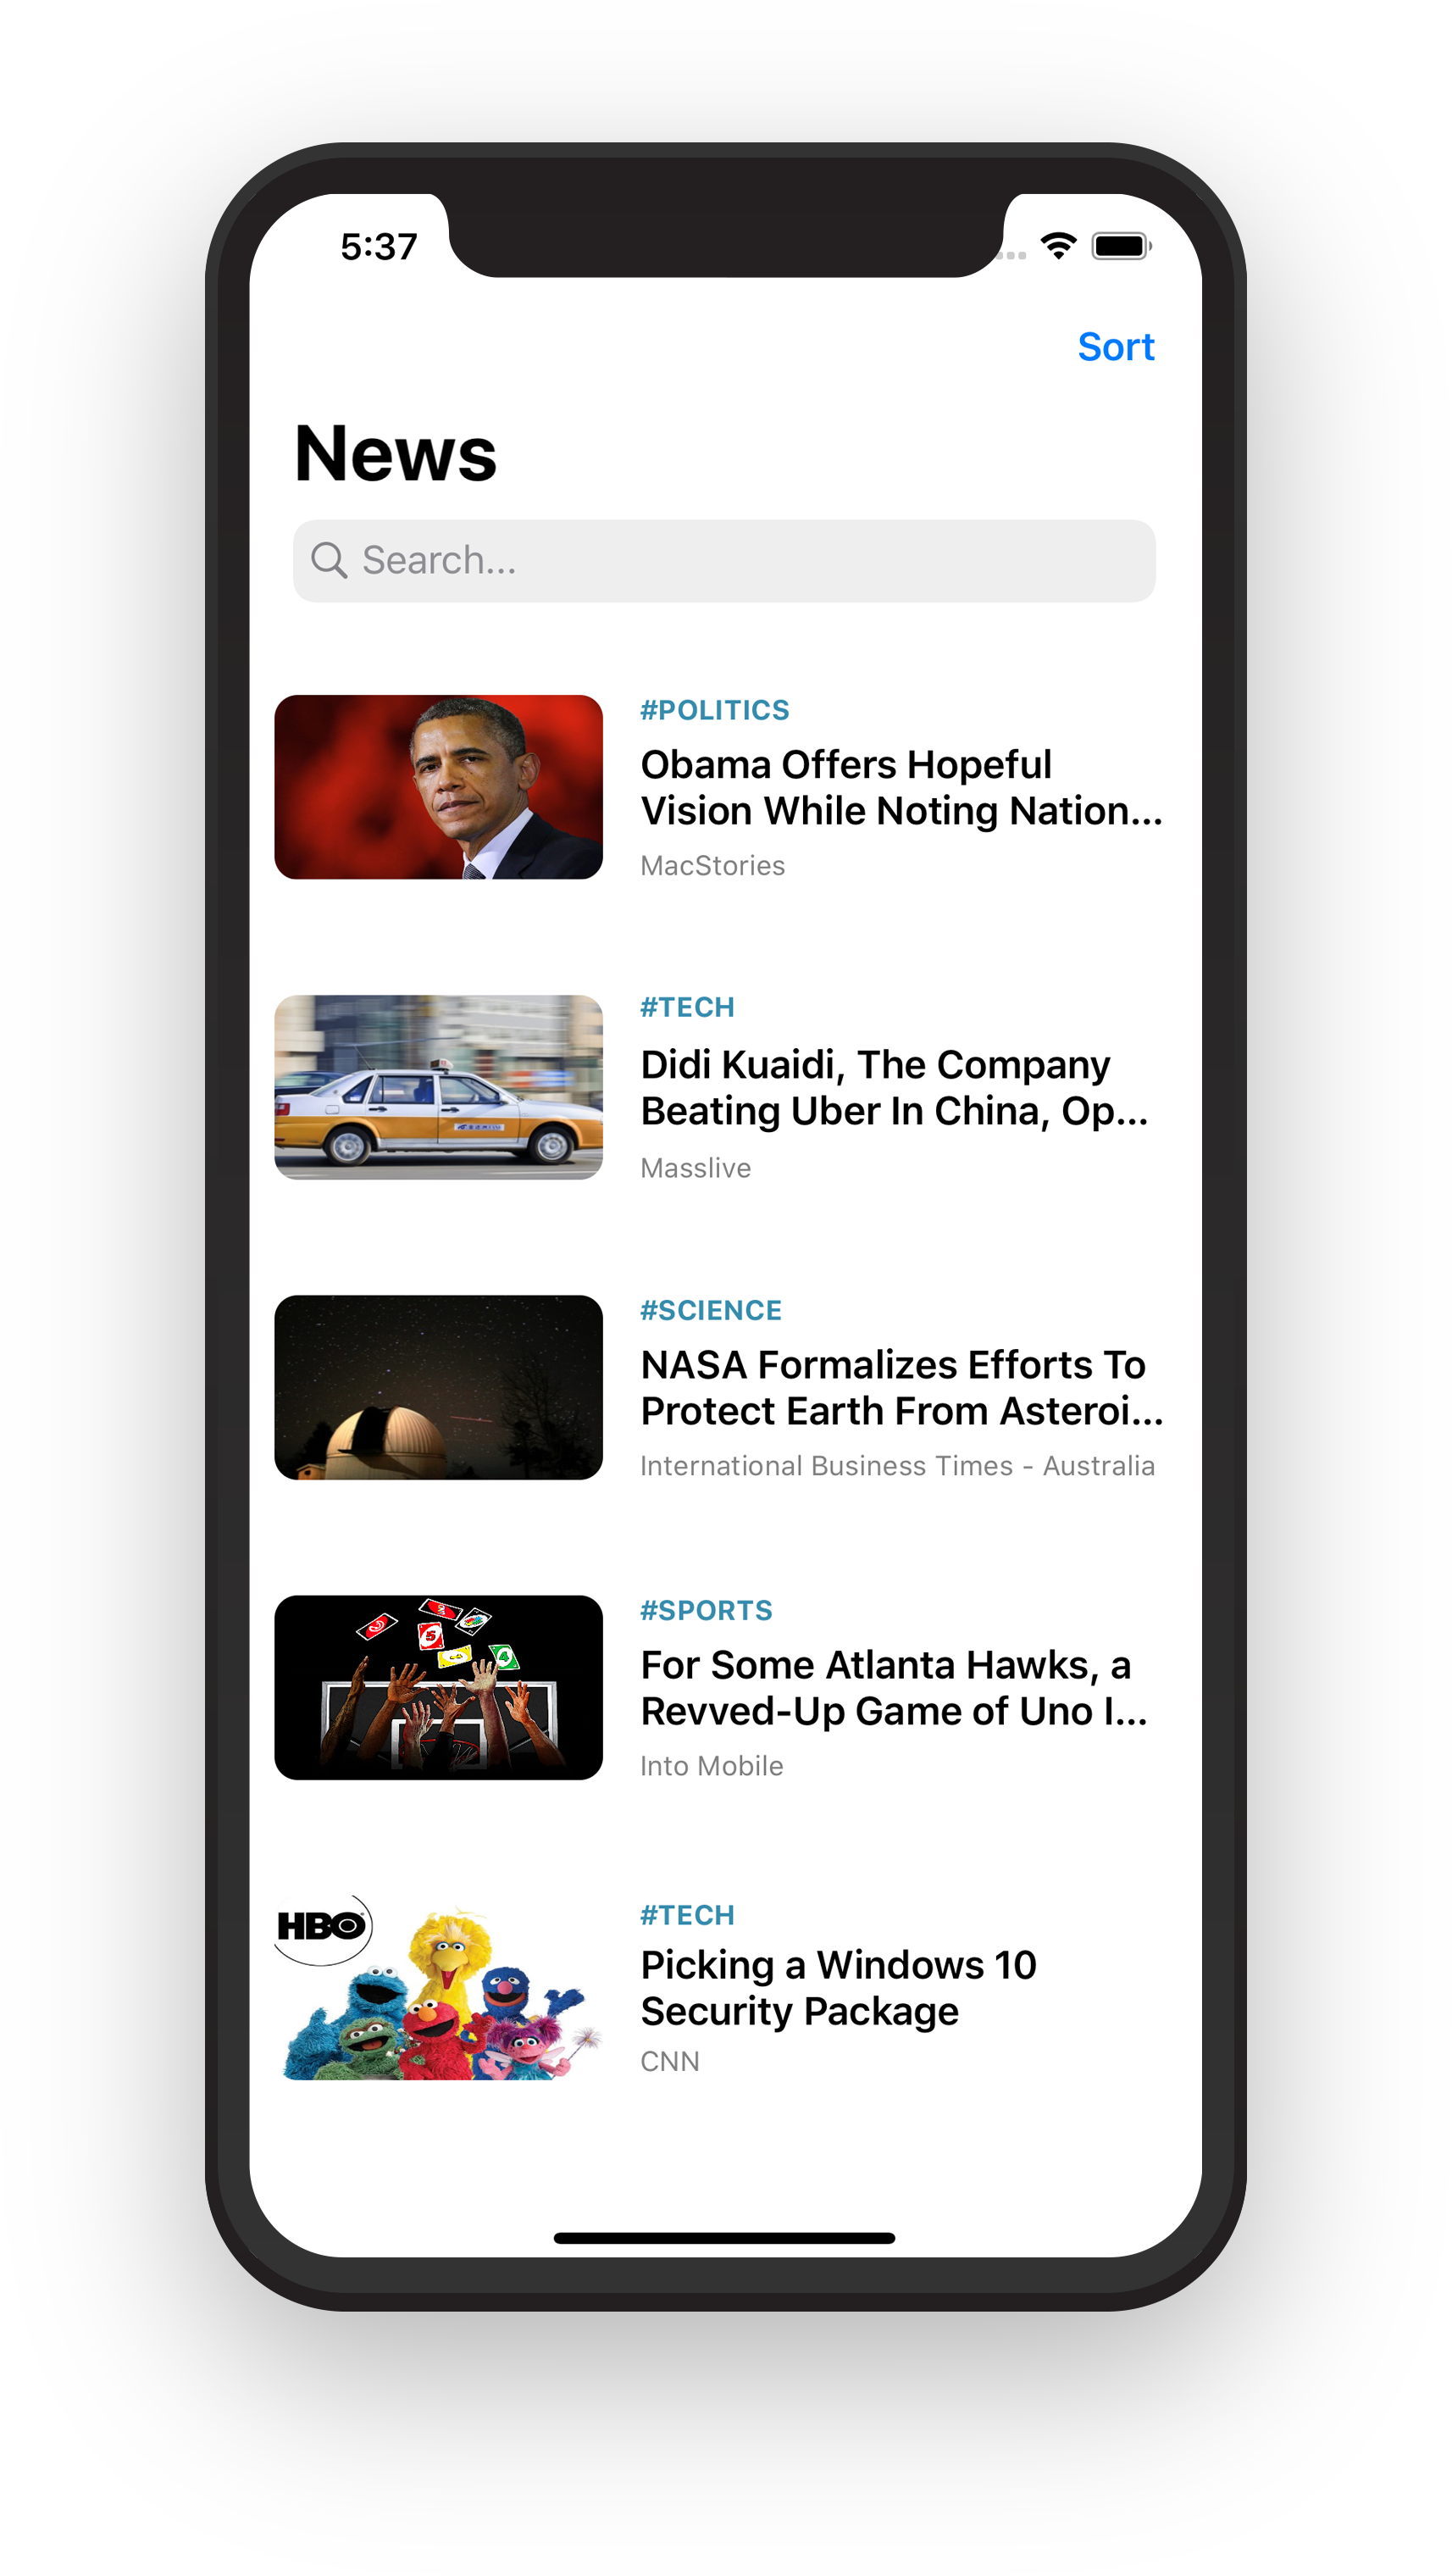 5:37
Sort
News
Search...
#POLITICS
Obama Offers Hopeful
Vision While Noting Nation...
MacStories
#TECH
Didi Kuaidi, The Company
Beating Uber In China, Op...
Masslive
#SCIENCE
NASA Formalizes Efforts To
Protect Earth From Asteroi...
International Business Times - Australia
5
4
#SPORTS
For Some Atlanta Hawks, a
Revved-Up Game of Uno I...
Into Mobile
HBO
#TECH
Picking a Windows 10
Security Package
CNN